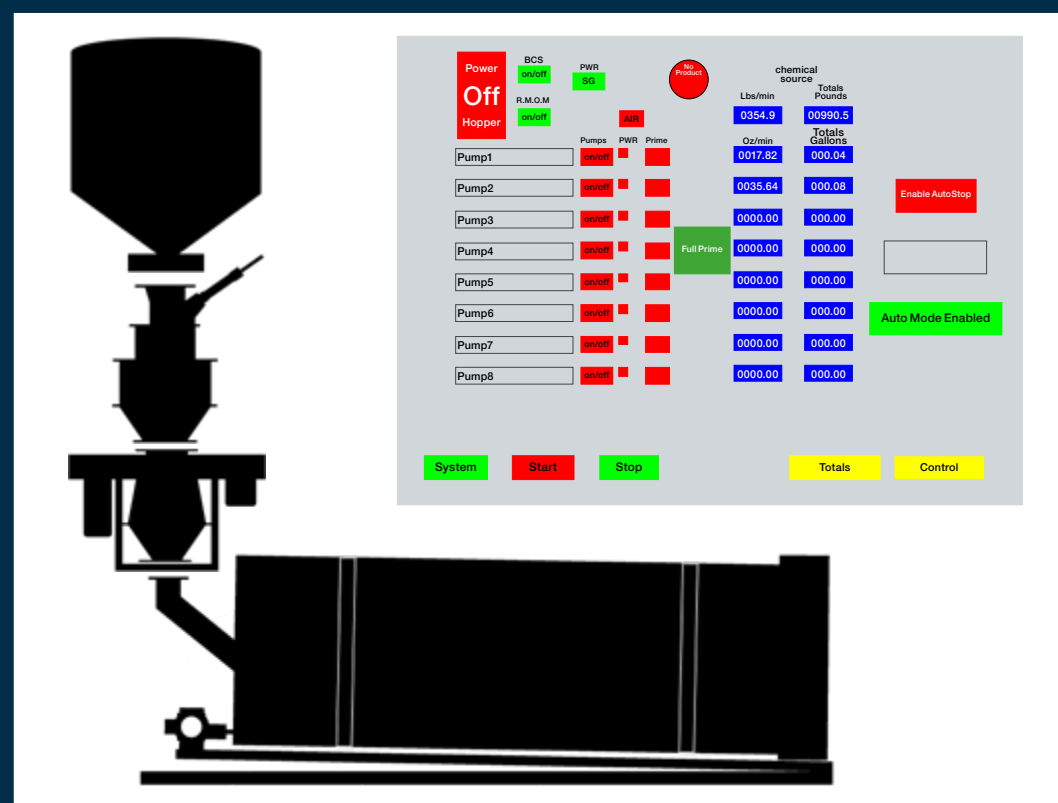 Power
Off
Hopper
BCS
on/off
R.M.O.M
on/off
PWR
SG
AIR
No
Product
chemical
source
Lbs/min
Totals
Pounds
0354.9 00990.5
Pumps PWR Prime
Oz/min
Totals
Gallons
Pump1 on/off 0017.82 000.04
Pump2 on/off 0035.64 000.08
Pump3 on/off 0000.00 000.00
Pump4 on/off 0000.00 000.00
Pump5 on/off 0000.00 000.00
Pump6 on/off 0000.00 000.00
Pump7 on/off 0000.00 000.00
Pump8 on/off 0000.00 000.00
Full Prime
Enable AutoStop
Auto Mode Enabled
System Start Stop Totals Control